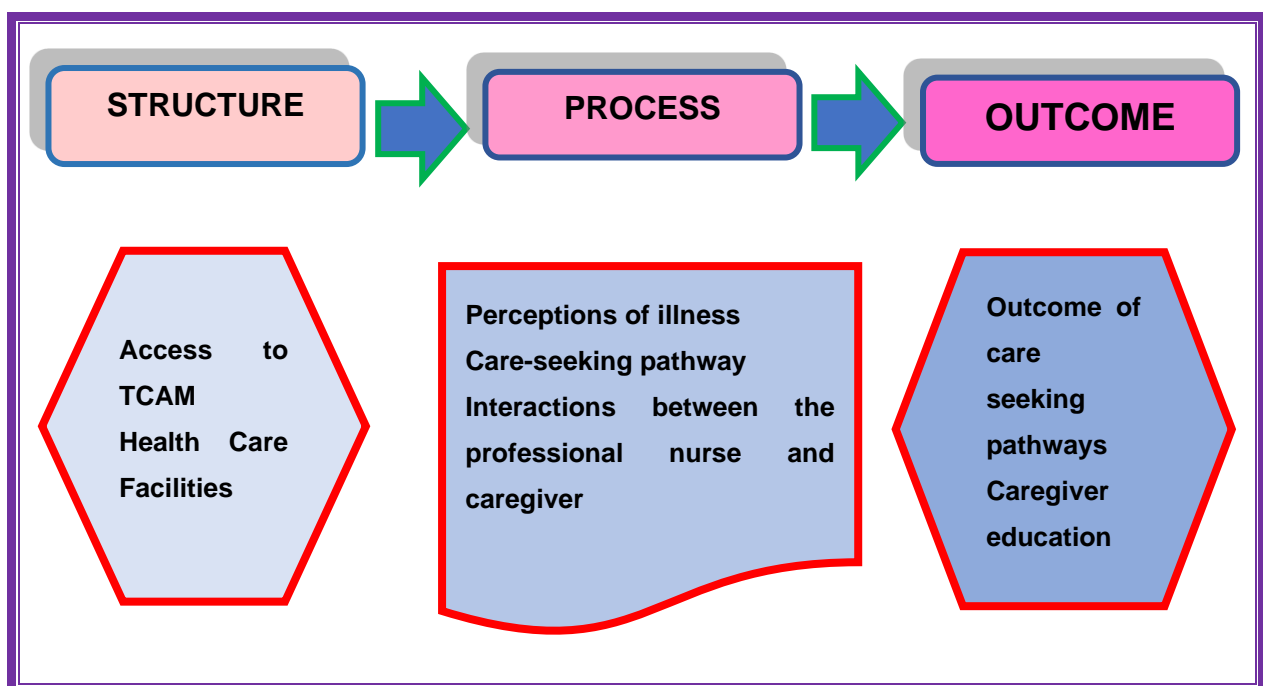 STRUCTURE
PROCESS
OUTCOME
Access to
TCAM
Health Care
Facilities
Perceptions of illness
Care-seeking pathway
Interactions between the
professional nurse and
caregiver
Outcome of
care
seeking
pathways
Caregiver
education